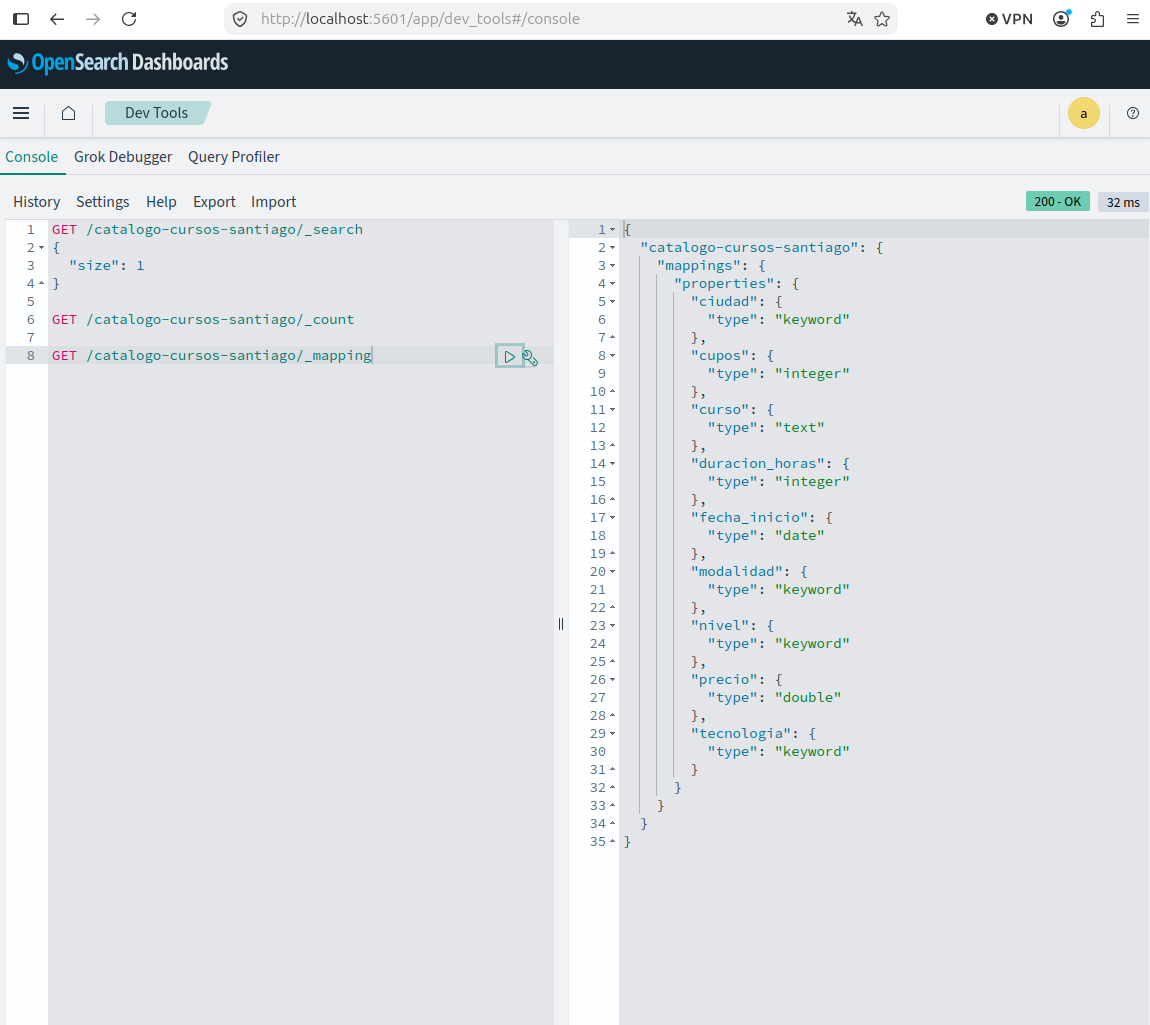 http://localhost:5601/app/dev_tools#/console
VPN
OpenSearch Dashboards
Dev Tools
a
Console Grok Debugger Query Profiler
History Settings Help Export Import
200 - OK 32 ms
1 GET /catalogo-cursos-santiago/_search
2 {
3 "size": 1
4 }
5
6 GET /catalogo-cursos-santiago/_count
7
8 GET /catalogo-cursos-santiago/_mapping
1 {
2 "catalogo-cursos-santiago": {
3 "mappings": {
4 "properties": {
5 "ciudad": {
6 "type": "keyword"
7 },
8 "cupos": {
9 "type": "integer"
10 },
11 "curso": {
12 "type": "text"
13 },
14 "duracion_horas": {
15 "type": "integer"
16 },
17 "fecha_inicio": {
18 "type": "date"
19 },
20 "modalidad": {
21 "type": "keyword"
22 },
23 "nivel": {
24 "type": "keyword"
25 },
26 "precio": {
27 "type": "double"
28 },
29 "tecnologia": {
30 "type": "keyword"
31 }
32 }
33 }
34 }
35 }